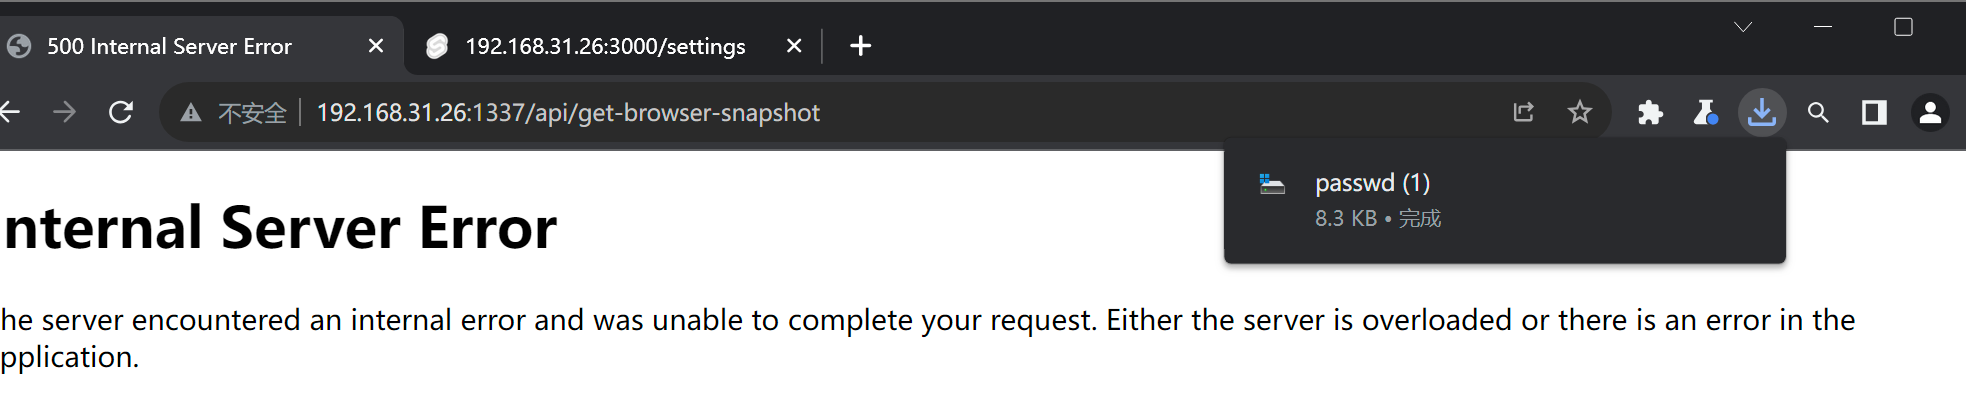 500 Internal Server Error
192.168.31.26:3000/settings
不安全 192.168.31.26:1337/api/get-browser-snapshot
passwd (1)
8.3 KB • 完成
nternal Server Error
he server encountered an internal error and was unable to complete your request. Either the server is overloaded or there is an error in the
pplication.